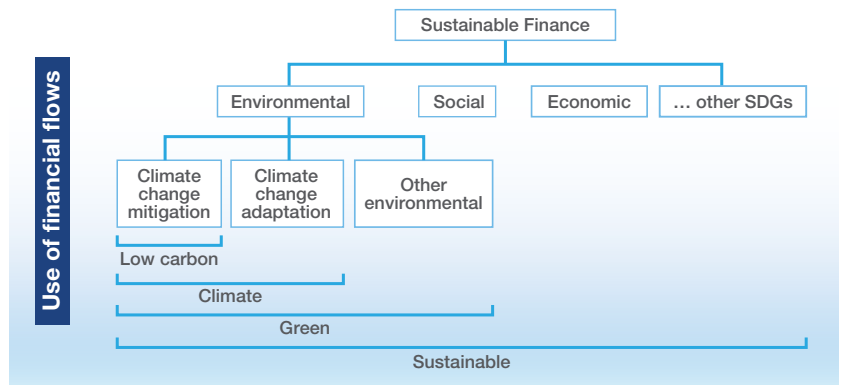 Use of financial flows
Sustainable Finance
Environmental
Social
Economic
... other SDGs
Climate
change
mitigation
Climate
change
adaptation
Other
environmental
Low carbon
Climate
Green
Sustainable